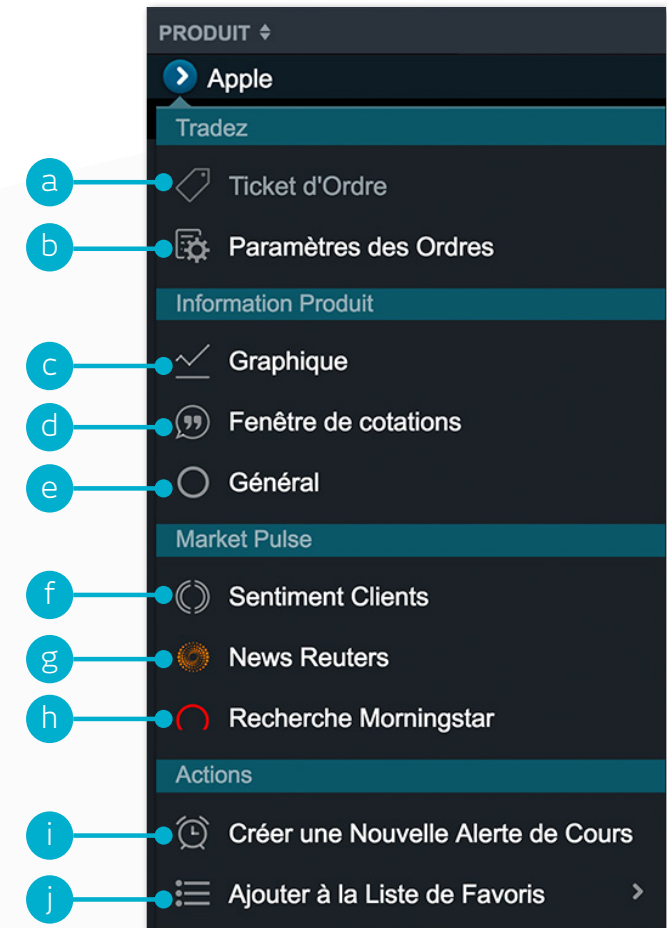 PRODUIT
Apple
Tradez
a Ticket d'Ordre
b Paramètres des Ordres
Information Produit
c Graphique
d Fenêtre de cotations
e Général
Market Pulse
f Sentiment Clients
g News Reuters
h Recherche Morningstar
Actions
i Créer une Nouvelle Alerte de Cours
j Ajouter à la Liste de Favoris